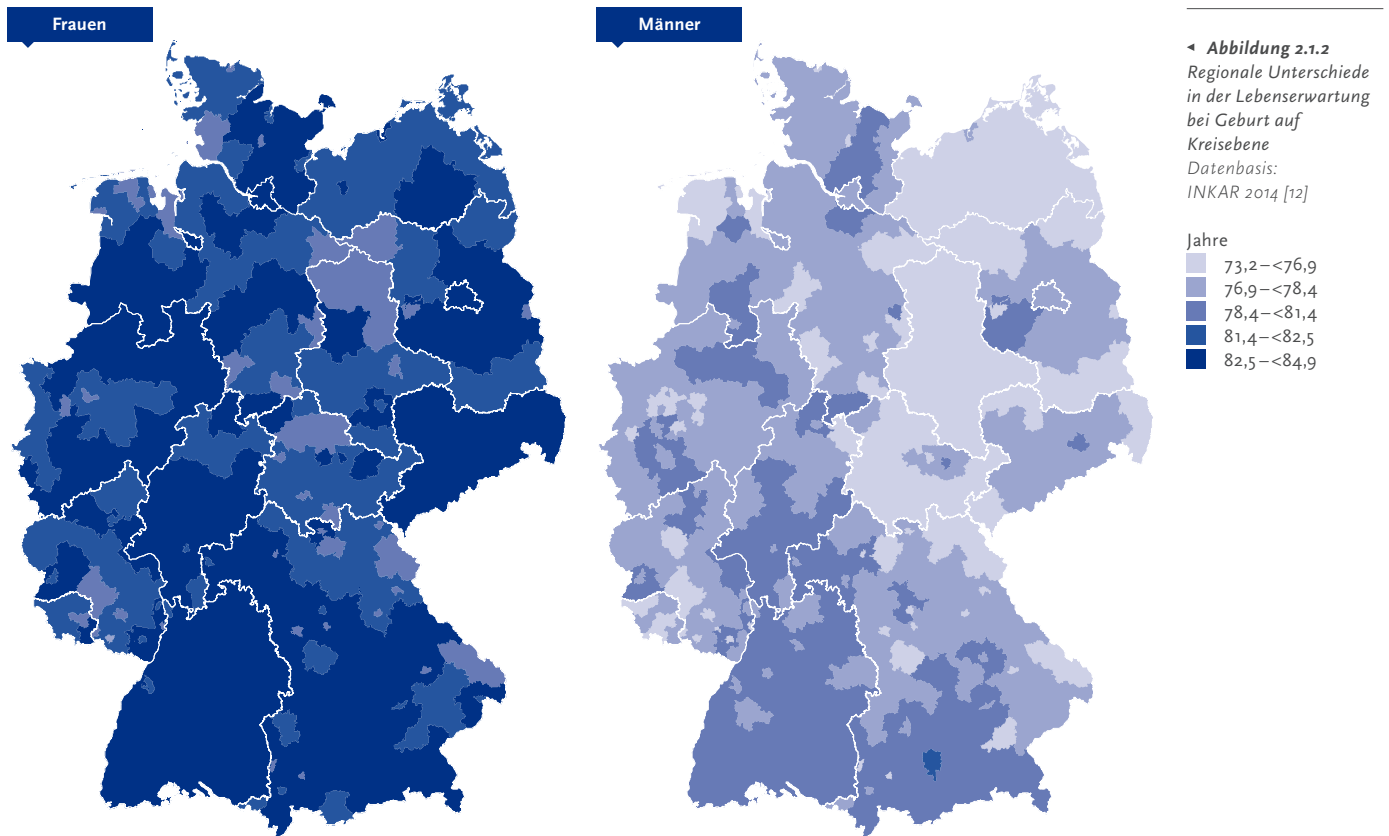 Frauen
Männer
◄ Abbildung 2.1.2
Regionale Unterschiede
in der Lebenserwartung
bei Geburt auf
Kreisebene
Datenbasis:
INKAR 2014 [12]
Jahre
73,2–<76,9
76,9–<78,4
78,4–<81,4
81,4–<82,5
82,5–<84,9